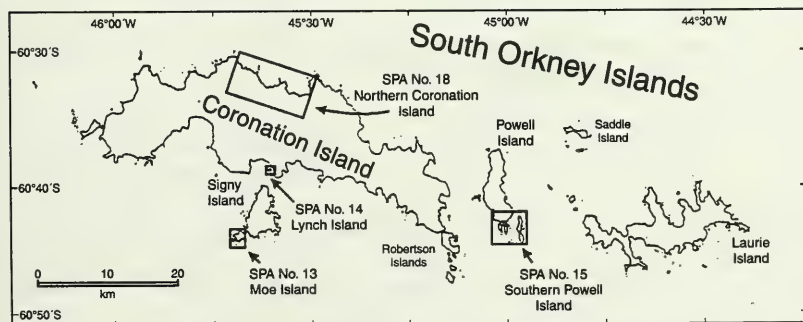 46°00'W
45°30'W
45°00'W
44°30'W
60°30'S
60°40'S
60°50'S
South Orkney Islands
SPA No. 18
Northern Coronation
Island
Coronation Island
Powell
Island
Saddle
Island
Signy
Island
SPA No. 14
Lynch Island
Robertson
Islands
Laurie
Island
SPA No. 13
Moe Island
SPA No. 15
Southern Powell
Island
0 10 20
km